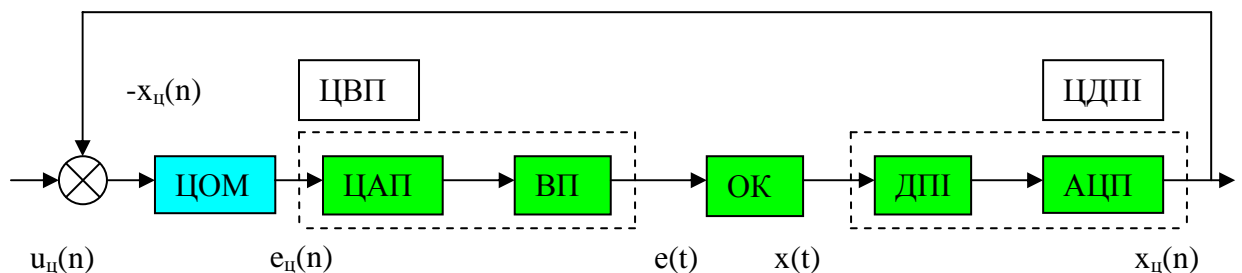 -xц(n)
ЦВП
ЦДПІ
ЦОМ
ЦАП
ВП
ОК
ДПІ
АЦП
uц(n)
eц(n)
e(t)
x(t)
xц(n)